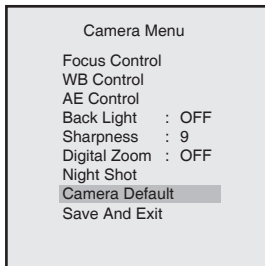 Camera Menu
Focus Control
WB Control
AE Control
Back Light : OFF
Sharpness : 9
Digital Zoom : OFF
Night Shot
Camera Default
Save And Exit